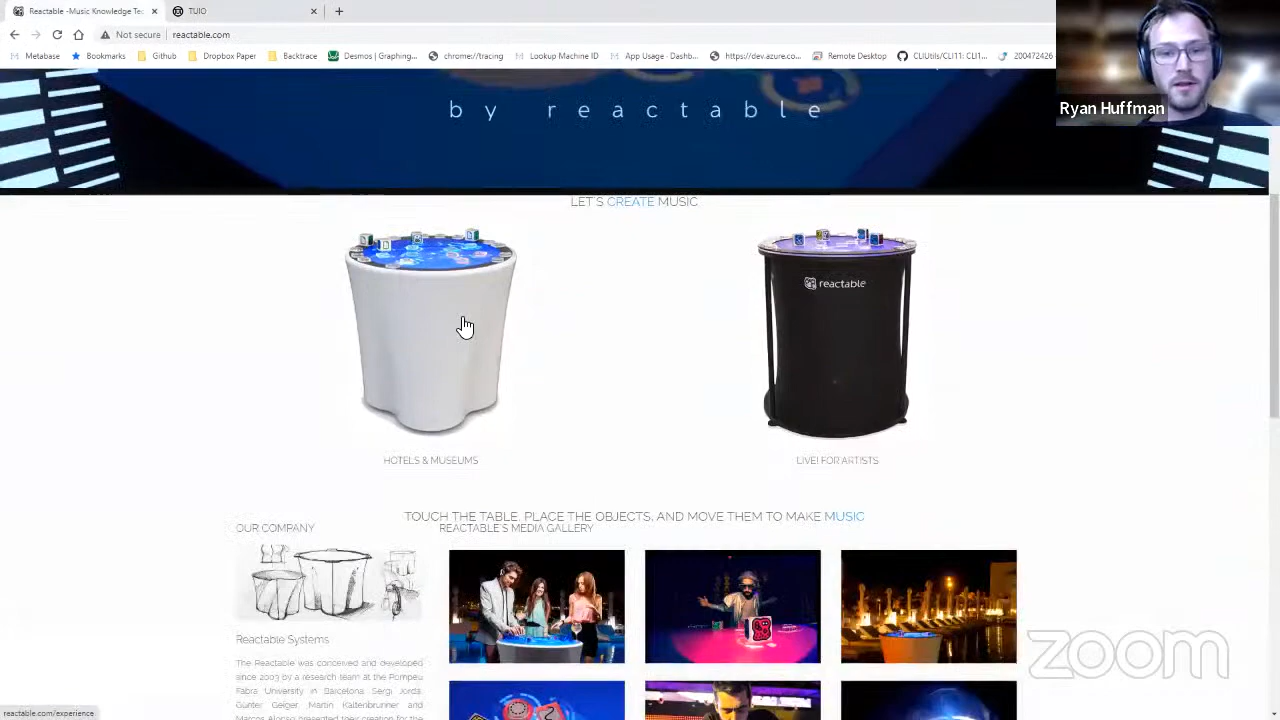 Reactable -Music Knowledge Tec
TUIO
Not secure
reactable.com
Metabase
Bookmarks
Github
Dropbox Paper
Backtrace
Desmos | Graphing...
chrome://tracing
Lookup Machine ID
App Usage - Dashb...
https://dev.azure.co...
Remote Desktop
CLIUtils/CLI11: CLI1...
200472426
Ryan Huffman
by reactable
LET'S CREATE MUSIC
reactable
HOTELS & MUSEUMS
LIVE! FOR ARTISTS
TOUCH THE TABLE, PLACE THE OBJECTS, AND MOVE THEM TO MAKE MUSIC
OUR COMPANY
REACTABLE'S MEDIA GALLERY
Reactable Systems
The Reactable was conceived and developed
since 2003 by a research team at the Pompeu
Fabra University in Barcelona. Sergi Jordà,
Günter Geiger, Martin Kaltenbrunner and
Marcos Alonso presented their creation for the
reactable.com/experience
zoom